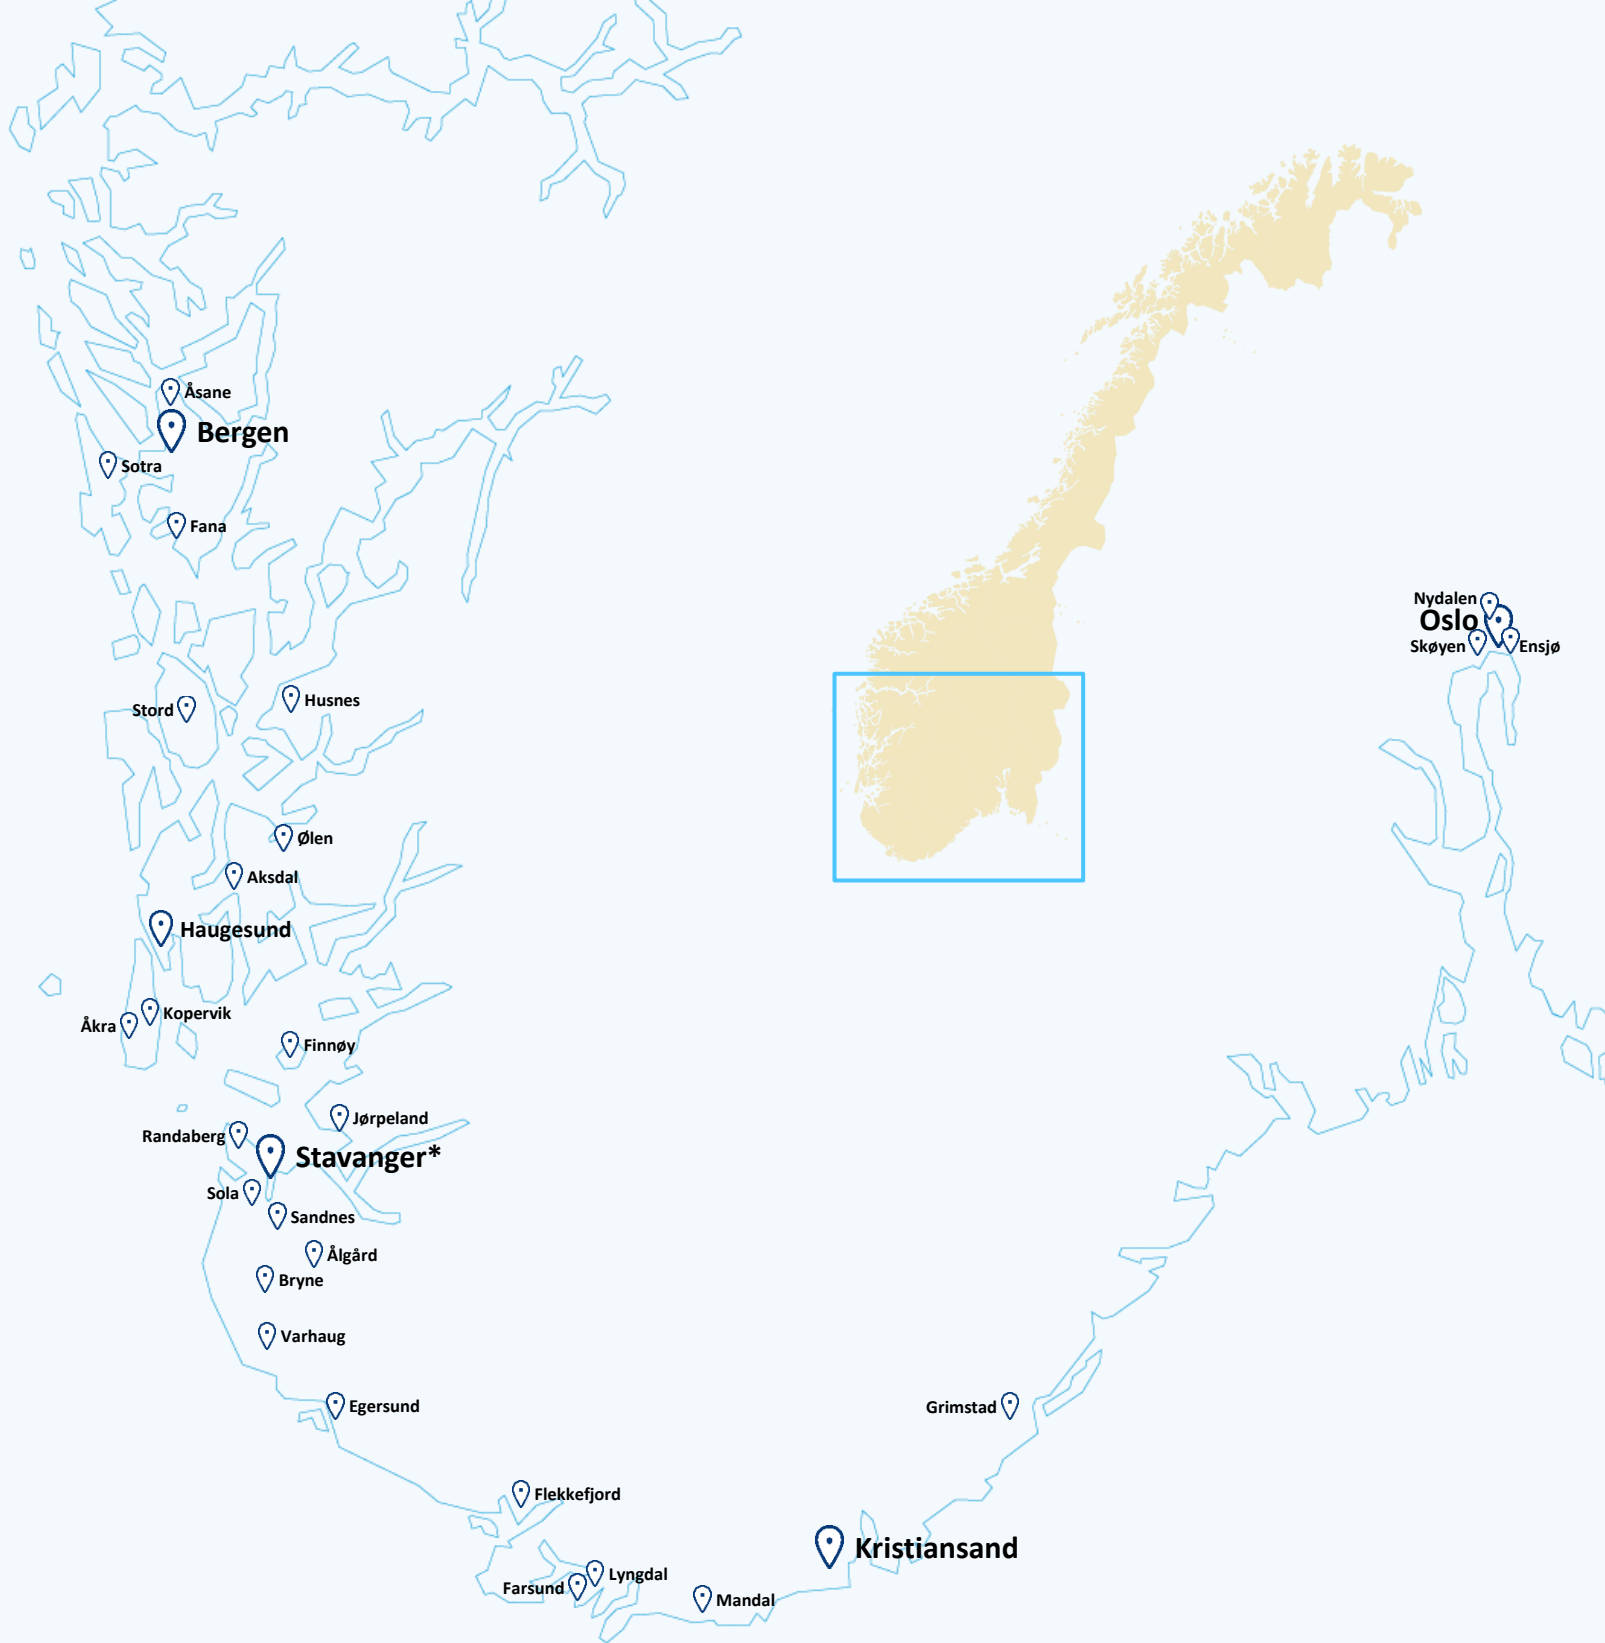 Åsane
Bergen
Sotra
Fana
Nydalen
Oslo
Skøyen
Ensjø
Husnes
Stord
Ølen
Aksdal
Haugesund
Kopervik
Åkra
Finnøy
Jørpeland
Randaberg
Stavanger*
Sola
Sandnes
Ålgård
Bryne
Varhaug
Egersund
Grimstad
Flekkefjord
Kristiansand
Lyngdal
Farsund
Mandal